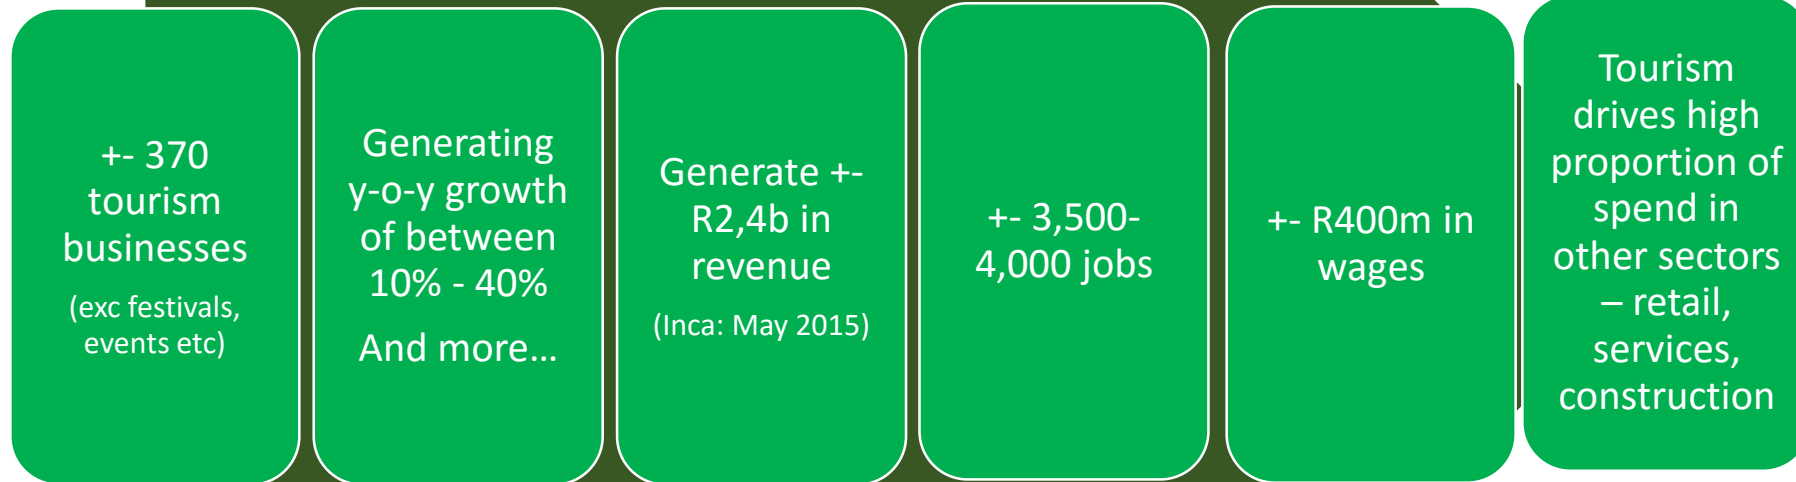 +- 370
tourism
businesses
(exc festivals,
events etc)
Generating
y-o-y growth
of between
10% - 40%
And more…
Generate +-
R2,4b in
revenue
(Inca: May 2015)
+- 3,500-
4,000 jobs
+- R400m in
wages
Tourism
drives high
proportion of
spend in
other sectors
– retail,
services,
construction